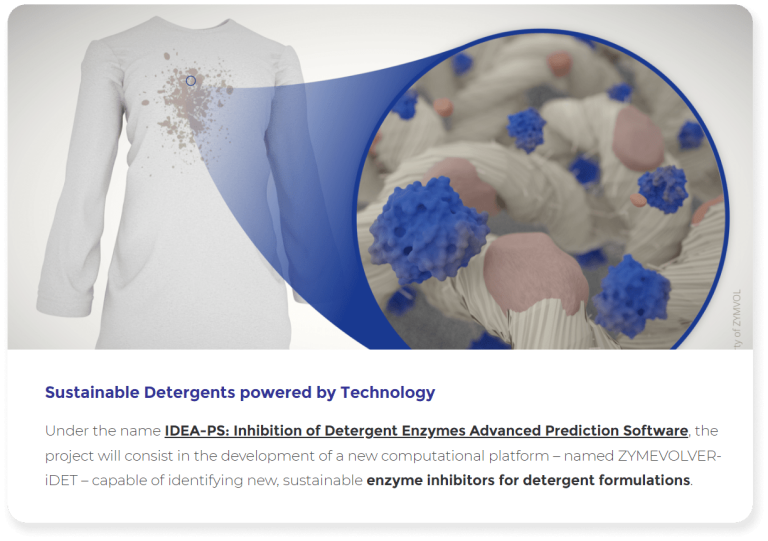 ty of ZYMVOL
Sustainable Detergents powered by Technology
Under the name IDEA-PS: Inhibition of Detergent Enzymes Advanced Prediction Software, the
project will consist in the development of a new computational platform – named ZYMEVOLVER-
iDET – capable of identifying new, sustainable enzyme inhibitors for detergent formulations.